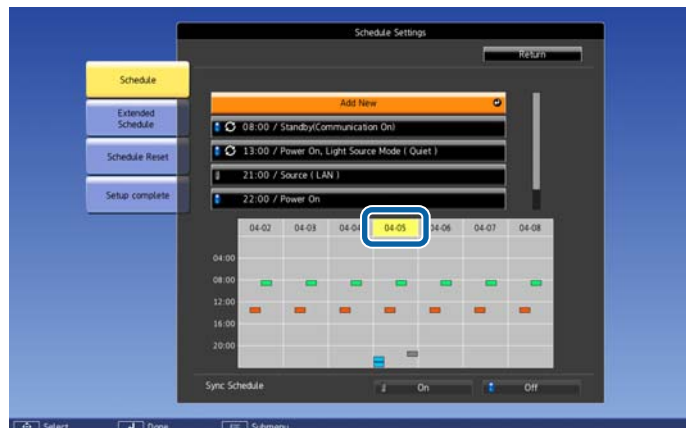 Schedule Settings
Return
Schedule
Extended
Schedule
Schedule Reset
Setup complete
Add New
08:00 / Standby(Communication On)
13:00 / Power On, Light Source Mode ( Quiet )
21:00 / Source ( LAN )
22:00 / Power On
04-02 04-03 04-04 04-05 04-06 04-07 04-08
04:00
08:00
12:00
16:00
20:00
Sync Schedule On Off
Select Done Submenu